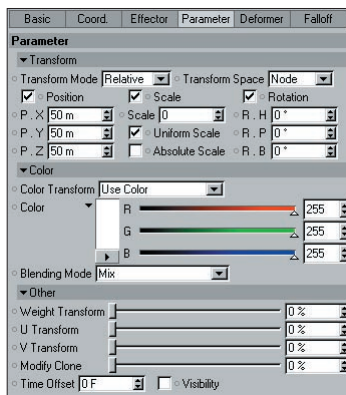 Basic Coord. Effector Parameter Deformer Falloff
Parameter
Transform
Transform Mode Relative Transform Space Node
Position Scale Rotation
P . X 50 m Scale 0 R . H 0 °
P . Y 50 m Uniform Scale R . P 0 °
P . Z 50 m Absolute Scale R . B 0 °
Color
Color Transform Use Color
Color R 255
G 255
B 255
Blending Mode Mix
Other
Weight Transform 0 %
U Transform 0 %
V Transform 0 %
Modify Clone 0 %
Time Offset 0 F Visibility